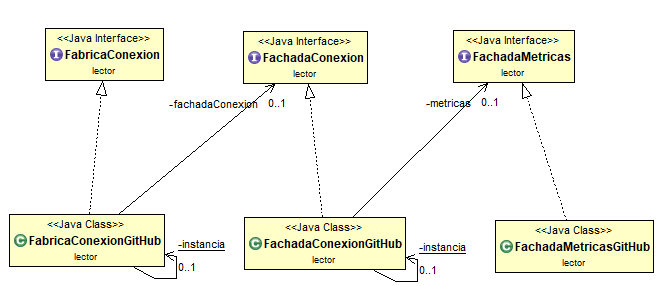 <<Java Interface>>
FabricaConexion
lector
<<Java Interface>>
FachadaConexion
lector
<<Java Interface>>
FachadaMetricas
lector
-fachadaConexion
0..1
-metricas
0..1
<<Java Class>>
FabricaConexionGitHub
lector
-instancia
0..1
<<Java Class>>
FachadaConexionGitHub
lector
-instancia
0..1
<<Java Class>>
FachadaMetricasGitHub
lector